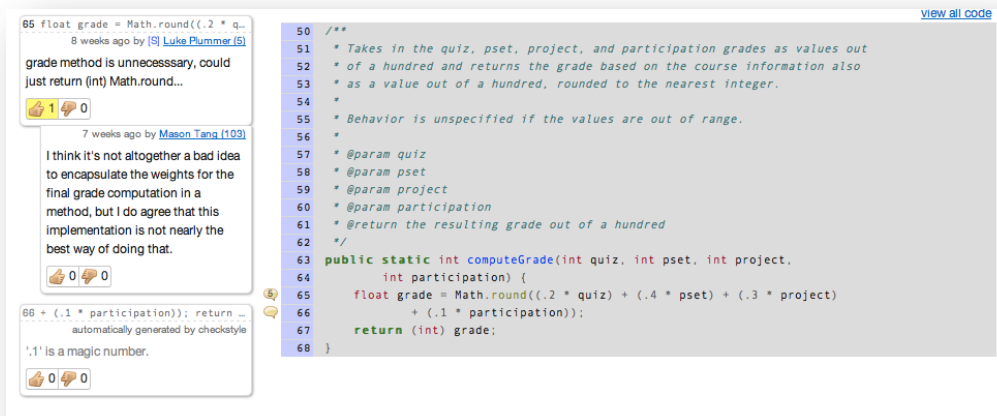 view all code
65 float grade = Math.round((.2 * q…
8 weeks ago by [S] Luke Plummer (5)
grade method is unnecesssary, could
just return (int) Math.round...
1 0
7 weeks ago by Mason Tang (103)
I think it's not altogether a bad idea
to encapsulate the weights for the
final grade computation in a
method, but I do agree that this
implementation is not nearly the
best way of doing that.
0 0
66 + (.1 * participation)); return …
automatically generated by checkstyle
'.1' is a magic number.
0 0
50 /**
51 * Takes in the quiz, pset, project, and participation grades as values out
52 * of a hundred and returns the grade based on the course information also
53 * as a value out of a hundred, rounded to the nearest integer.
54 *
55 * Behavior is unspecified if the values are out of range.
56 *
57 * @param quiz
58 * @param pset
59 * @param project
60 * @param participation
61 * @return the resulting grade out of a hundred
62 */
63 public static int computeGrade(int quiz, int pset, int project,
64 int participation) {
5 65 float grade = Math.round((.2 * quiz) + (.4 * pset) + (.3 * project)
66 + (.1 * participation));
67 return (int) grade;
68 }